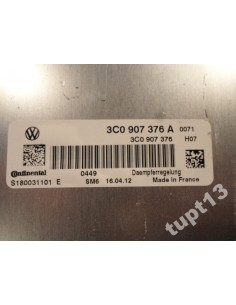 3C0 907 376 A 0071
3C0 907 376 H07
Continental 0449 Daempferregelung
S180031101 E SM6 16.04.12 Made in France
tupt13